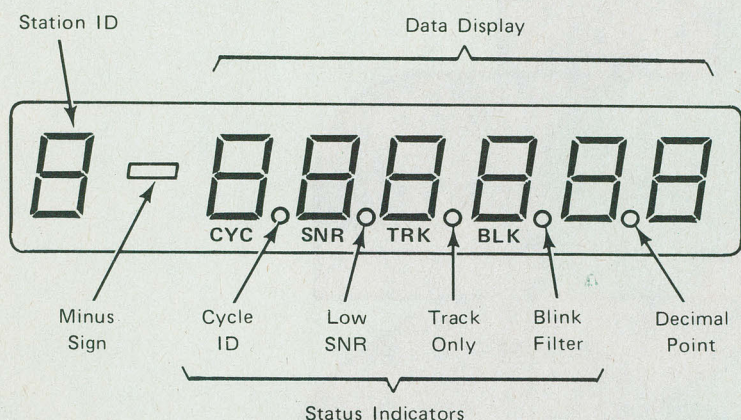 Station ID
Data Display
CYC SNR TRK BLK
Minus
Sign
Cycle
ID
Low
SNR
Track
Only
Blink
Filter
Decimal
Point
Status Indicators